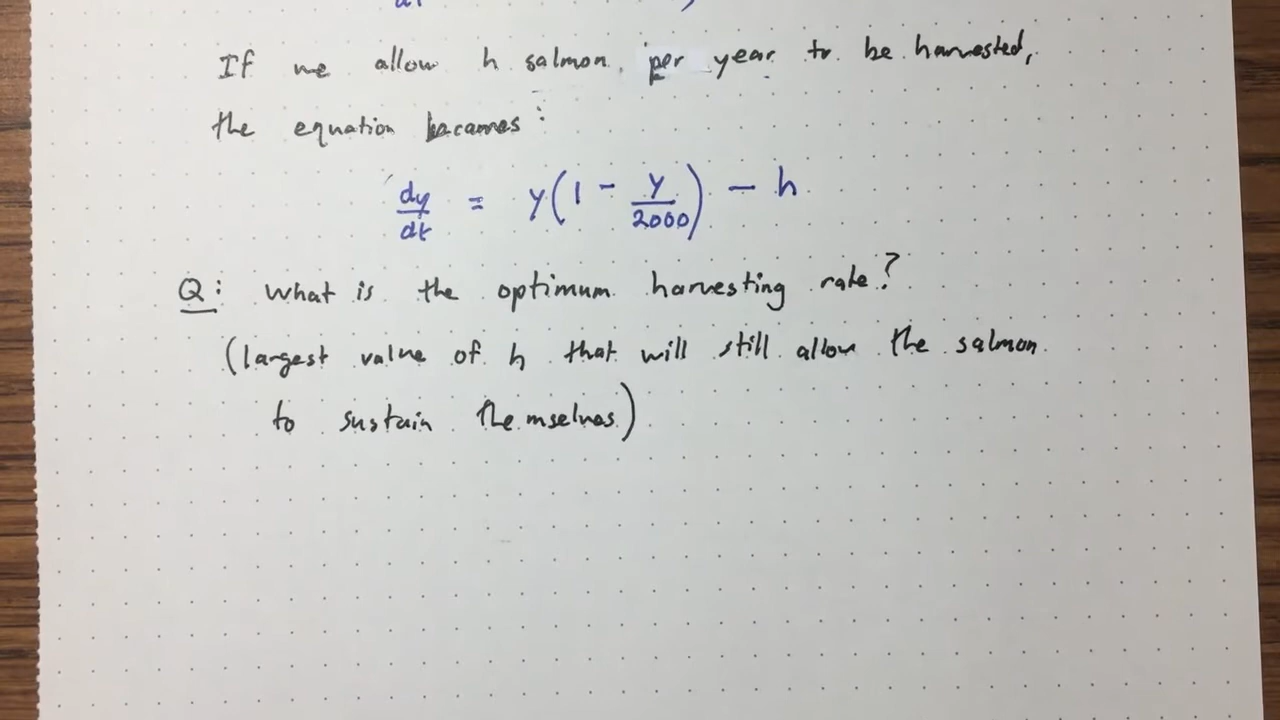 If we allow h salmon per year to be harvested,
the equation becomes:
dy/dt = y(1 - y/2000) - h
Q: What is the optimum harvesting rate?
(largest value of h that will still allow the salmon
to sustain themselves)